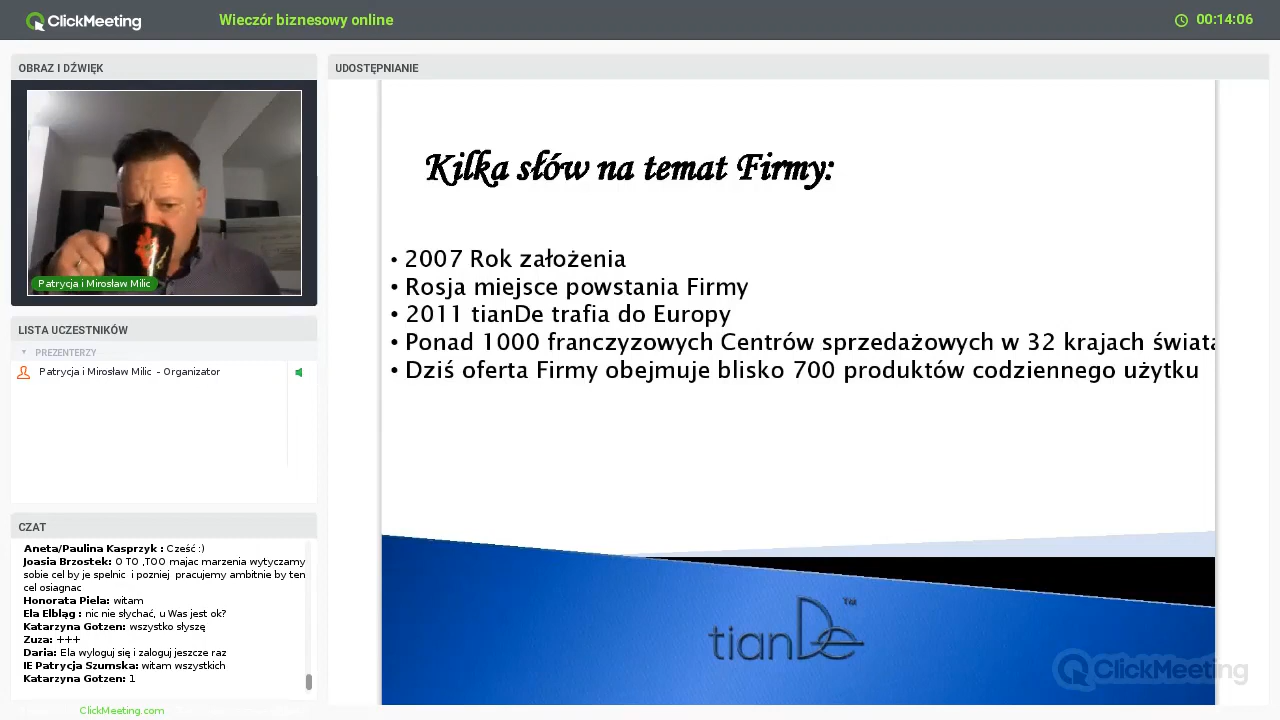 ClickMeeting
Wieczór biznesowy online
00:14:06
OBRAZ I DŹWIĘK
Patrycja i Mirosław Milic
LISTA UCZESTNIKÓW
PREZENTERZY
Patrycja i Mirosław Milic - Organizator
CZAT
Aneta/Paulina Kasprzyk : Cześć :)
Joasia Brzostek: O TO ,TOO majac marzenia wytyczamy
sobie cel by je spelnic i pozniej pracujemy ambitnie by ten
cel osiagnac
Honorata Piela: witam
Ela Elbląg : nic nie słychać, u Was jest ok?
Katarzyna Gotzen: wszystko słyszę
Zuza: +++
Daria: Ela wyloguj się i zaloguj jeszcze raz
IE Patrycja Szumska: witam wszystkich
Katarzyna Gotzen: 1
ClickMeeting.com
UDOSTĘPNIANIE
Kilka słów na temat Firmy:
• 2007 Rok założenia
• Rosja miejsce powstania Firmy
• 2011 tianDe trafia do Europy
• Ponad 1000 franczyzowych Centrów sprzedażowych w 32 krajach świata
• Dziś oferta Firmy obejmuje blisko 700 produktów codziennego użytku
tianDe™
ClickMeeting